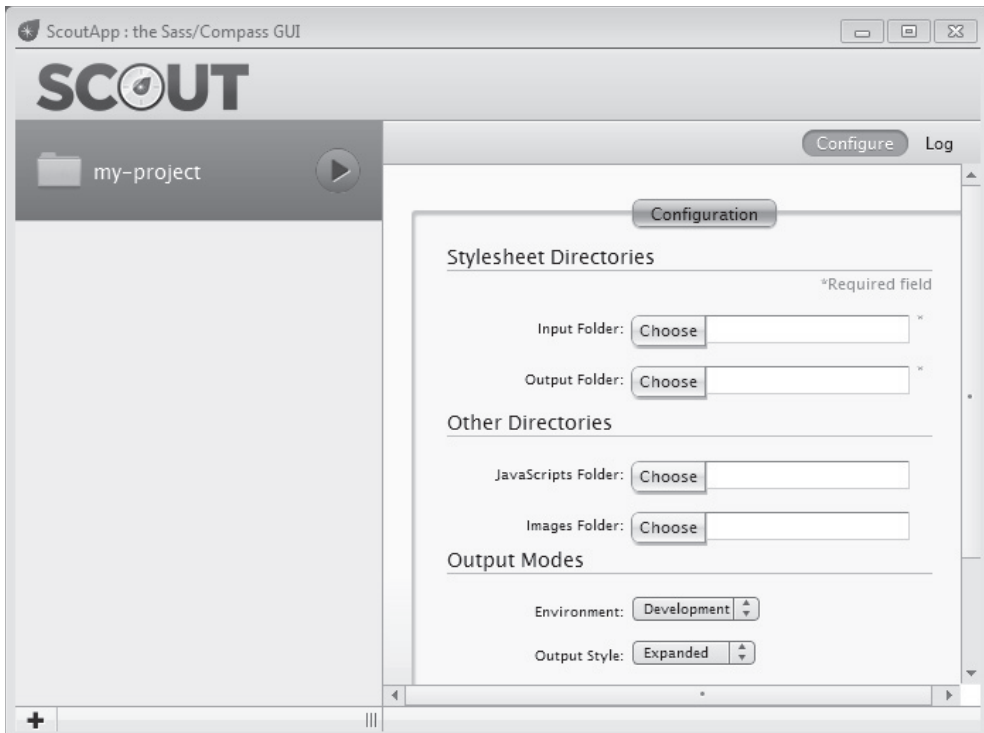 ScoutApp : the Sass/Compass GUI
SCOUT
my-project
Configure Log
Configuration
Stylesheet Directories
*Required field
Input Folder: Choose *
Output Folder: Choose *
Other Directories
JavaScripts Folder: Choose
Images Folder: Choose
Output Modes
Environment: Development
Output Style: Expanded